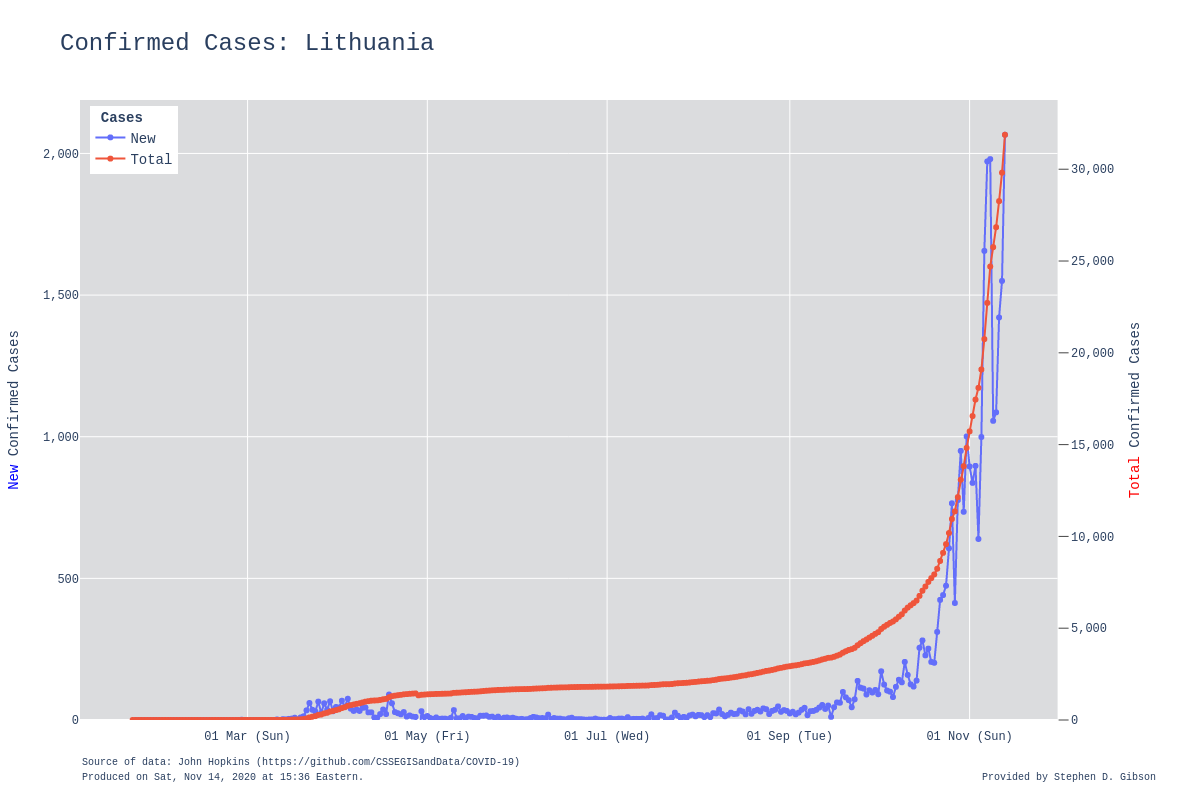 Confirmed Cases: Lithuania
Cases
New
Total
2,000
1,500
1,000
500
0
30,000
25,000
20,000
15,000
10,000
5,000
0
New Confirmed Cases
Total Confirmed Cases
01 Mar (Sun)
01 May (Fri)
01 Jul (Wed)
01 Sep (Tue)
01 Nov (Sun)
Source of data: John Hopkins (https://github.com/CSSEGISandData/COVID-19)
Produced on Sat, Nov 14, 2020 at 15:36 Eastern.
Provided by Stephen D. Gibson